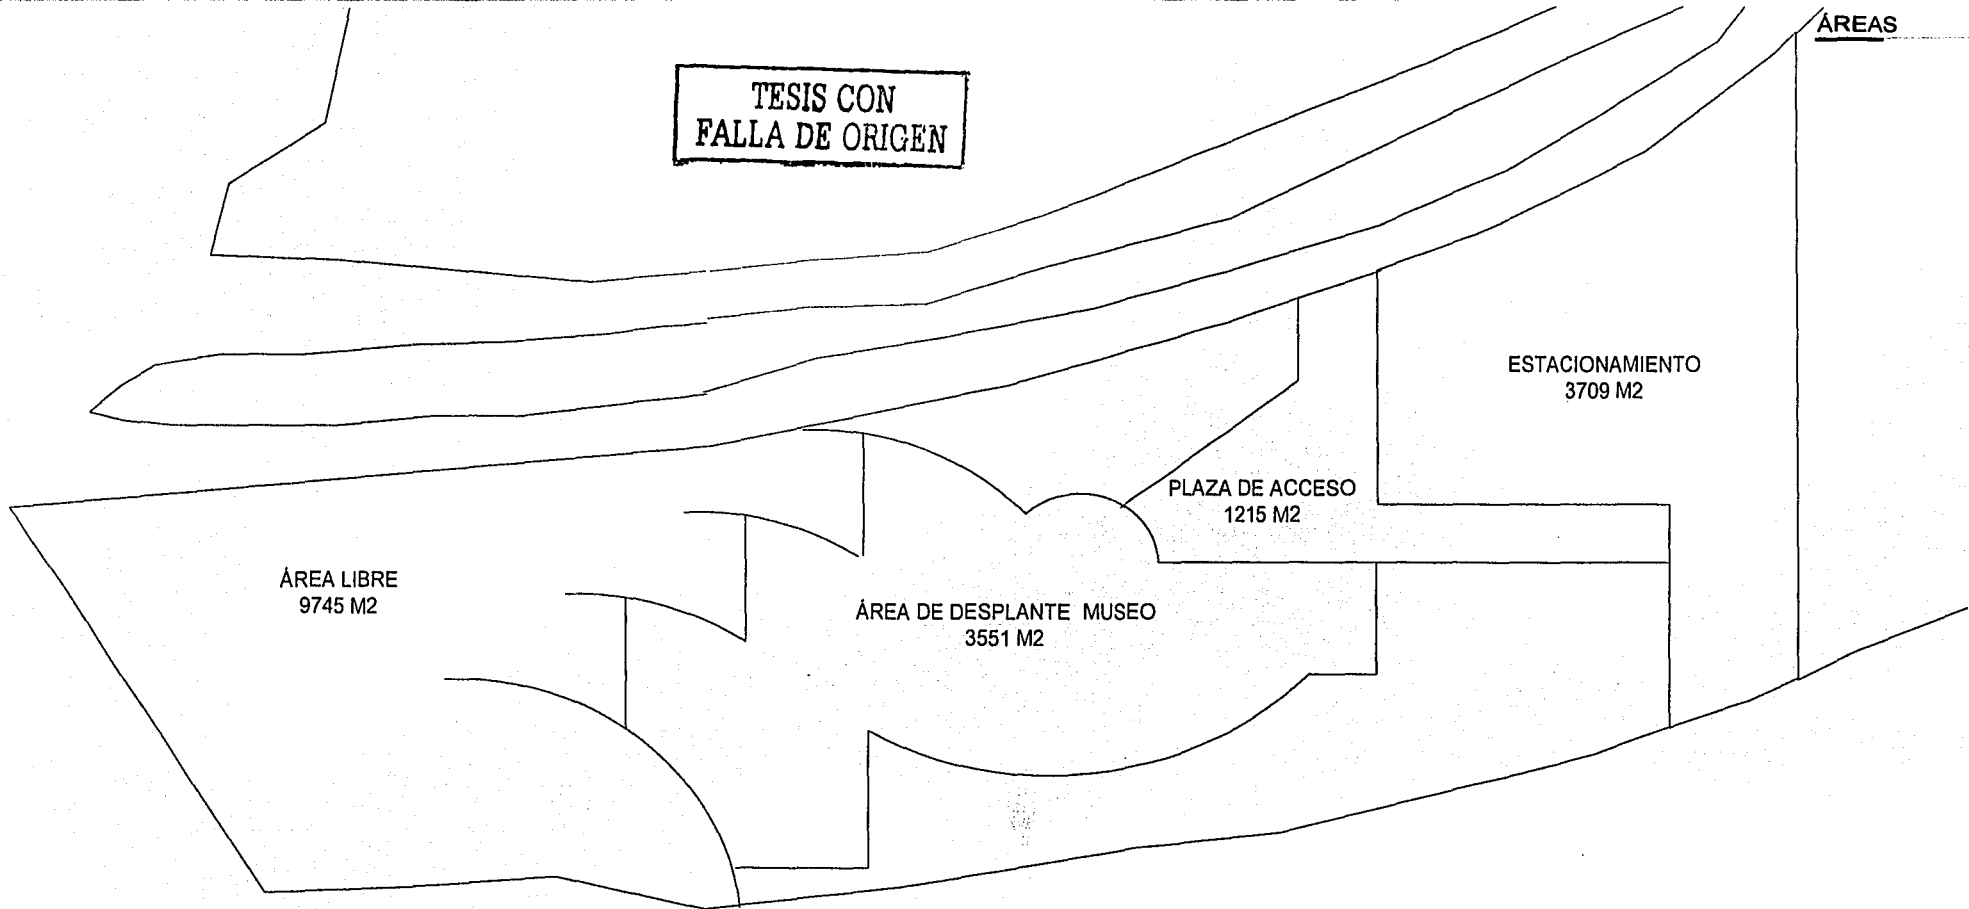 ÁREAS
TESIS CON
FALLA DE ORIGEN
ESTACIONAMIENTO
3709 M2
PLAZA DE ACCESO
1215 M2
ÁREA LIBRE
9745 M2
ÁREA DE DESPLANTE MUSEO
3551 M2